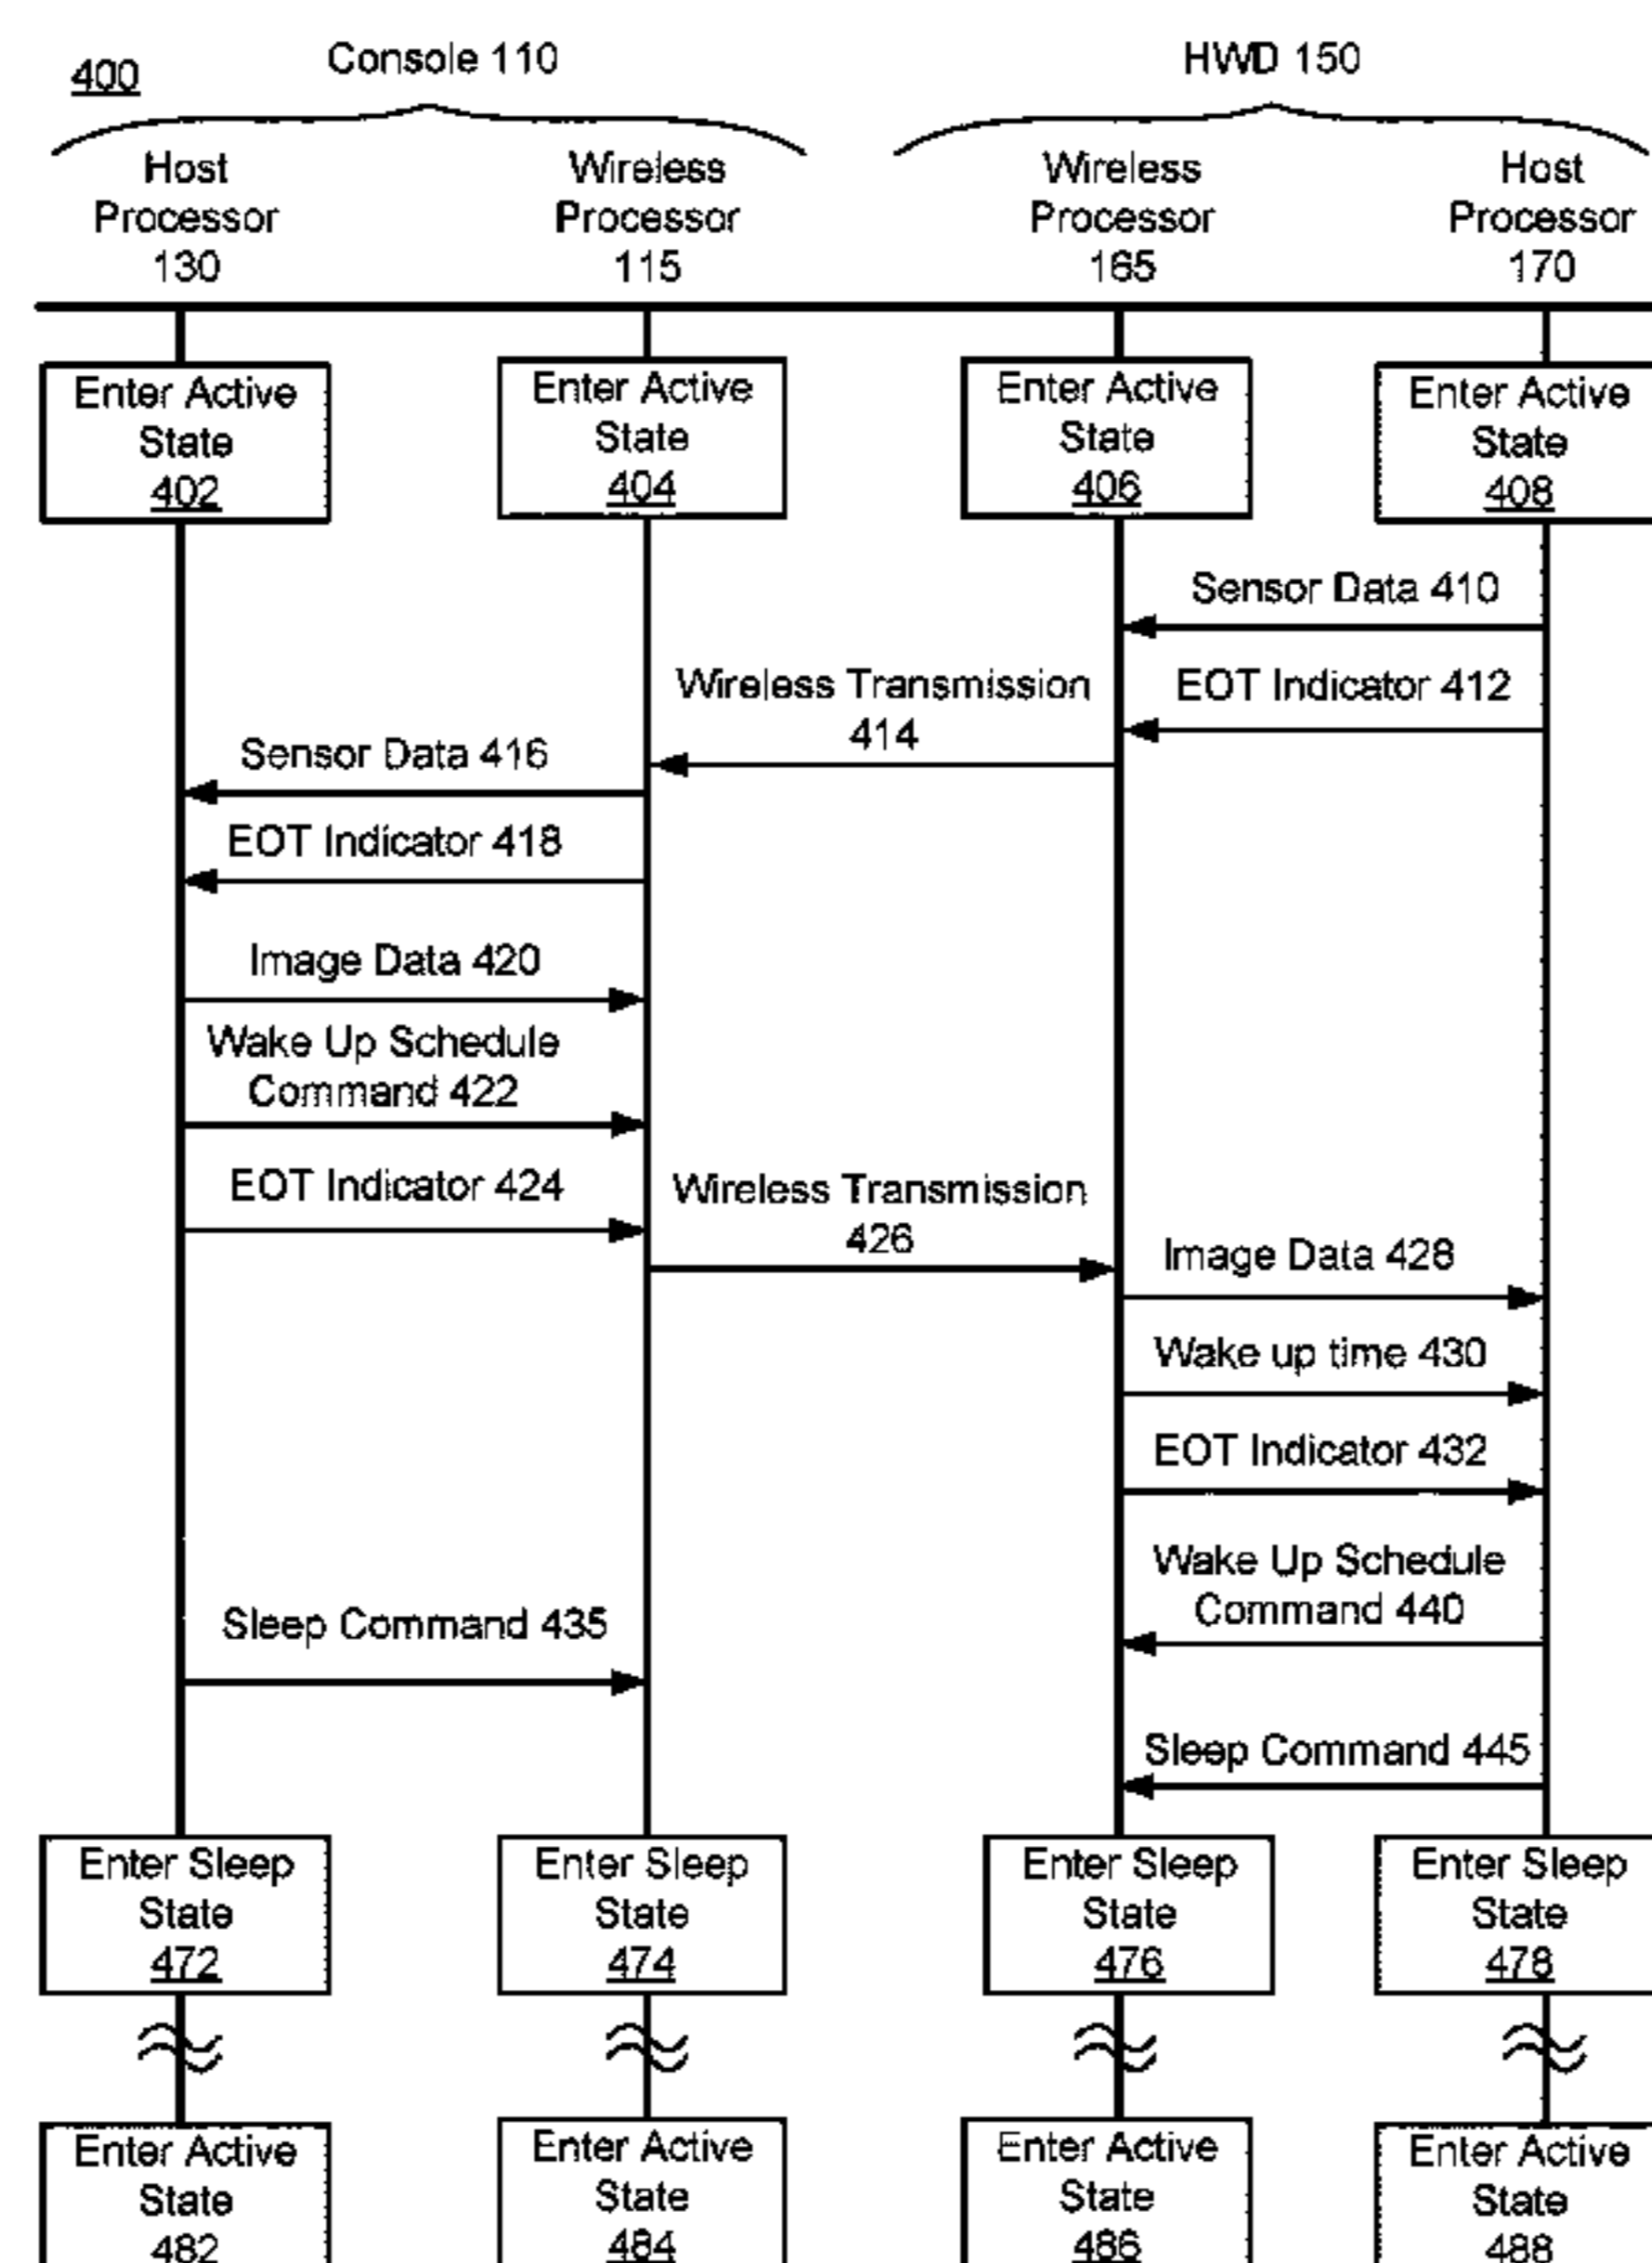 400
Console 110
HWD 150
Host
Processor
130
Wireless
Processor
115
Wireless
Processor
165
Host
Processor
170
Enter Active
State
402
Enter Active
State
404
Enter Active
State
406
Enter Active
State
408
Sensor Data 410
EOT Indicator 412
Wireless Transmission
414
Sensor Data 416
EOT Indicator 418
Image Data 420
Wake Up Schedule
Command 422
EOT Indicator 424
Wireless Transmission
426
Image Data 428
Wake up time 430
EOT Indicator 432
Wake Up Schedule
Command 440
Sleep Command 435
Sleep Command 445
Enter Sleep
State
472
Enter Sleep
State
474
Enter Sleep
State
476
Enter Sleep
State
478
Enter Active
State
482
Enter Active
State
484
Enter Active
State
486
Enter Active
State
488